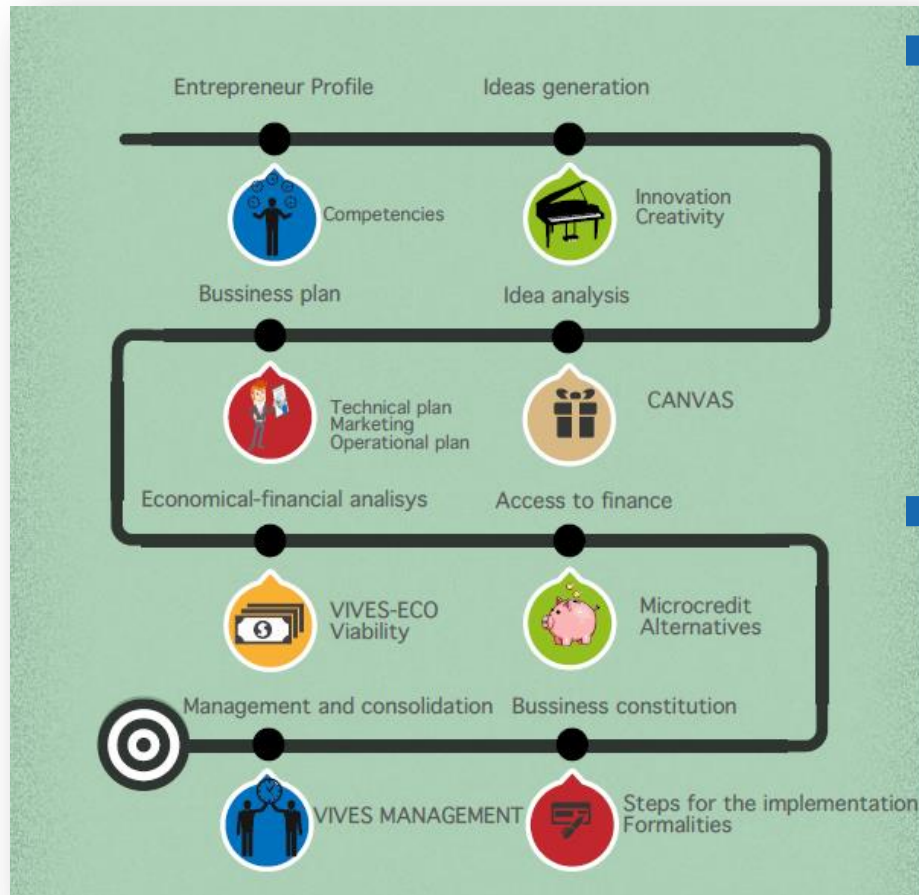 Entrepreneur Profile
Ideas generation
Competencies
Innovation
Creativity
Bussiness plan
Idea analysis
Technical plan
Marketing
Operational plan
CANVAS
Economical-financial analisys
Access to finance
VIVES-ECO
Viability
Microcredit
Alternatives
Management and consolidation
Bussiness constitution
VIVES MANAGEMENT
Steps for the implementation
Formalities